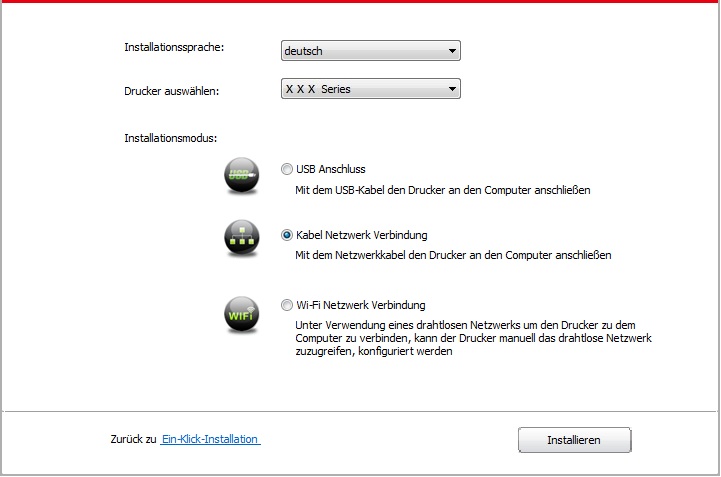 Installationssprache:
deutsch
Drucker auswählen:
X X X Series
Installationsmodus:
USB
USB Anschluss
Mit dem USB-Kabel den Drucker an den Computer anschließen
Kabel Netzwerk Verbindung
Mit dem Netzwerkkabel den Drucker an den Computer anschließen
WiFi
Wi-Fi Netzwerk Verbindung
Unter Verwendung eines drahtlosen Netzwerks um den Drucker zu dem
Computer zu verbinden, kann der Drucker manuell das drahtlose Netzwerk
zuzugreifen, konfiguriert werden
Zurück zu Ein-Klick-Installation
Installieren